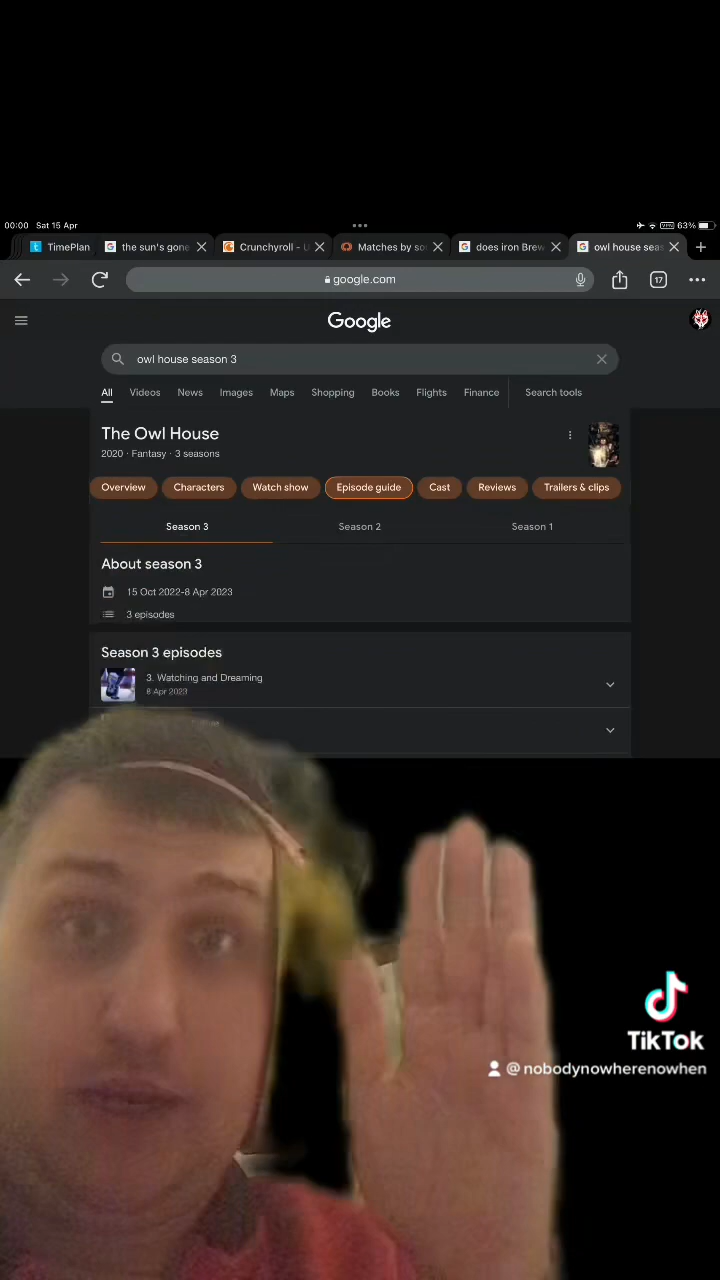 00:00 Sat 15 Apr
VPN 63%
TimePlan
the sun's gone
Crunchyroll - U
Matches by so
does iron Brew
owl house seas
google.com
17
Google
owl house season 3
All Videos News Images Maps Shopping Books Flights Finance Search tools
The Owl House
2020 · Fantasy · 3 seasons
Overview Characters Watch show Episode guide Cast Reviews Trailers & clips
Season 3 Season 2 Season 1
About season 3
15 Oct 2022-8 Apr 2023
3 episodes
Season 3 episodes
3. Watching and Dreaming
8 Apr 2023
TikTok
@nobodynowherenowhen